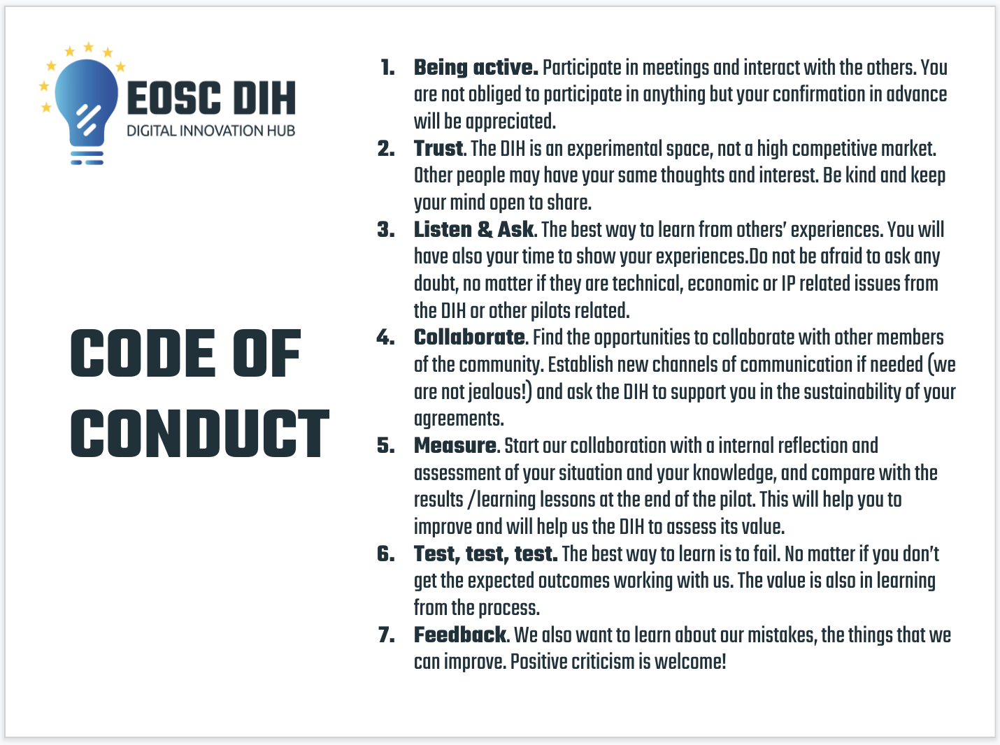 EOSC DIH
DIGITAL INNOVATION HUB
CODE OF
CONDUCT
1. Being active. Participate in meetings and interact with the others. You
are not obliged to participate in anything but your confirmation in advance
will be appreciated.
2. Trust. The DIH is an experimental space, not a high competitive market.
Other people may have your same thoughts and interest. Be kind and keep
your mind open to share.
3. Listen & Ask. The best way to learn from others’ experiences. You will
have also your time to show your experiences.Do not be afraid to ask any
doubt, no matter if they are technical, economic or IP related issues from
the DIH or other pilots related.
4. Collaborate. Find the opportunities to collaborate with other members
of the community. Establish new channels of communication if needed (we
are not jealous!) and ask the DIH to support you in the sustainability of your
agreements.
5. Measure. Start our collaboration with a internal reflection and
assessment of your situation and your knowledge, and compare with the
results /learning lessons at the end of the pilot. This will help you to
improve and will help us the DIH to assess its value.
6. Test, test, test. The best way to learn is to fail. No matter if you don’t
get the expected outcomes working with us. The value is also in learning
from the process.
7. Feedback. We also want to learn about our mistakes, the things that we
can improve. Positive criticism is welcome!